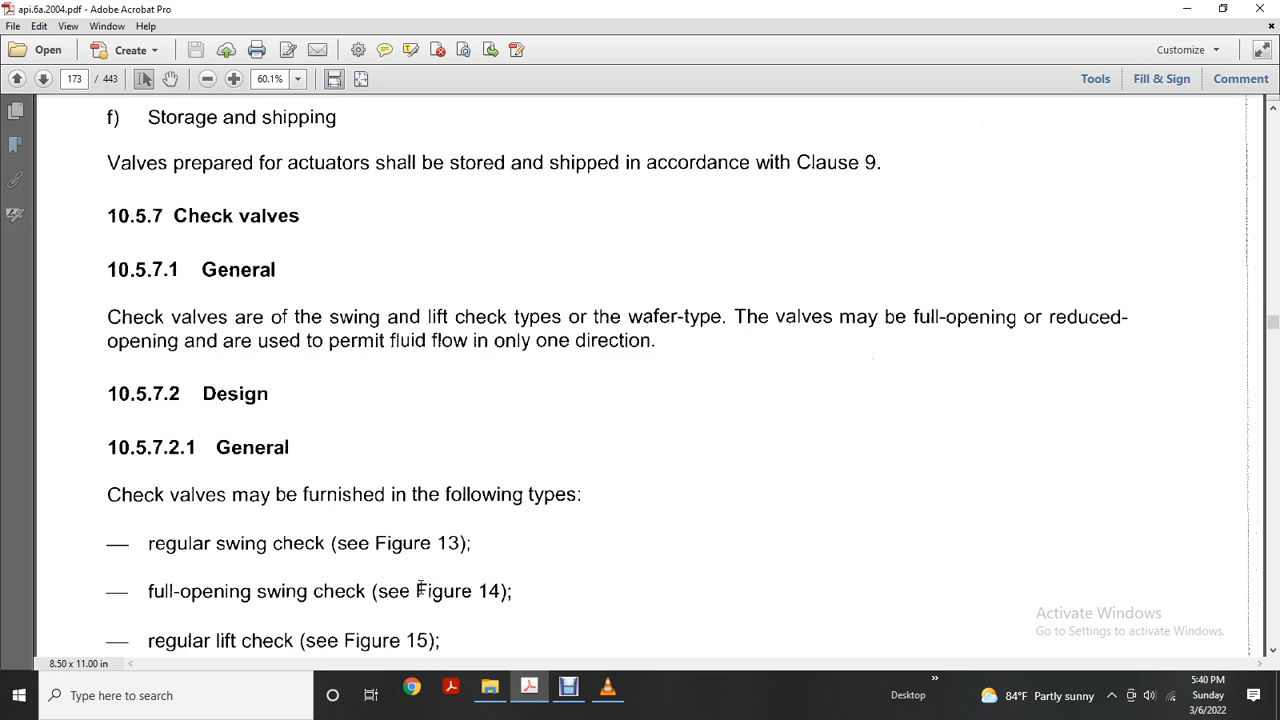 api.6a.2004.pdf - Adobe Acrobat Pro
File Edit View Window Help
Open Create Customize
173 / 443 60.1% Tools Fill & Sign Comment
f) Storage and shipping
Valves prepared for actuators shall be stored and shipped in accordance with Clause 9.
10.5.7 Check valves
10.5.7.1 General
Check valves are of the swing and lift check types or the wafer-type. The valves may be full-opening or reduced-
opening and are used to permit fluid flow in only one direction.
10.5.7.2 Design
10.5.7.2.1 General
Check valves may be furnished in the following types:
— regular swing check (see Figure 13);
— full-opening swing check (see Figure 14);
— regular lift check (see Figure 15);
Activate Windows
Go to Settings to activate Windows.
8.50 x 11.00 in
Type here to search
Desktop
84°F Partly sunny
5:40 PM
Sunday
3/6/2022